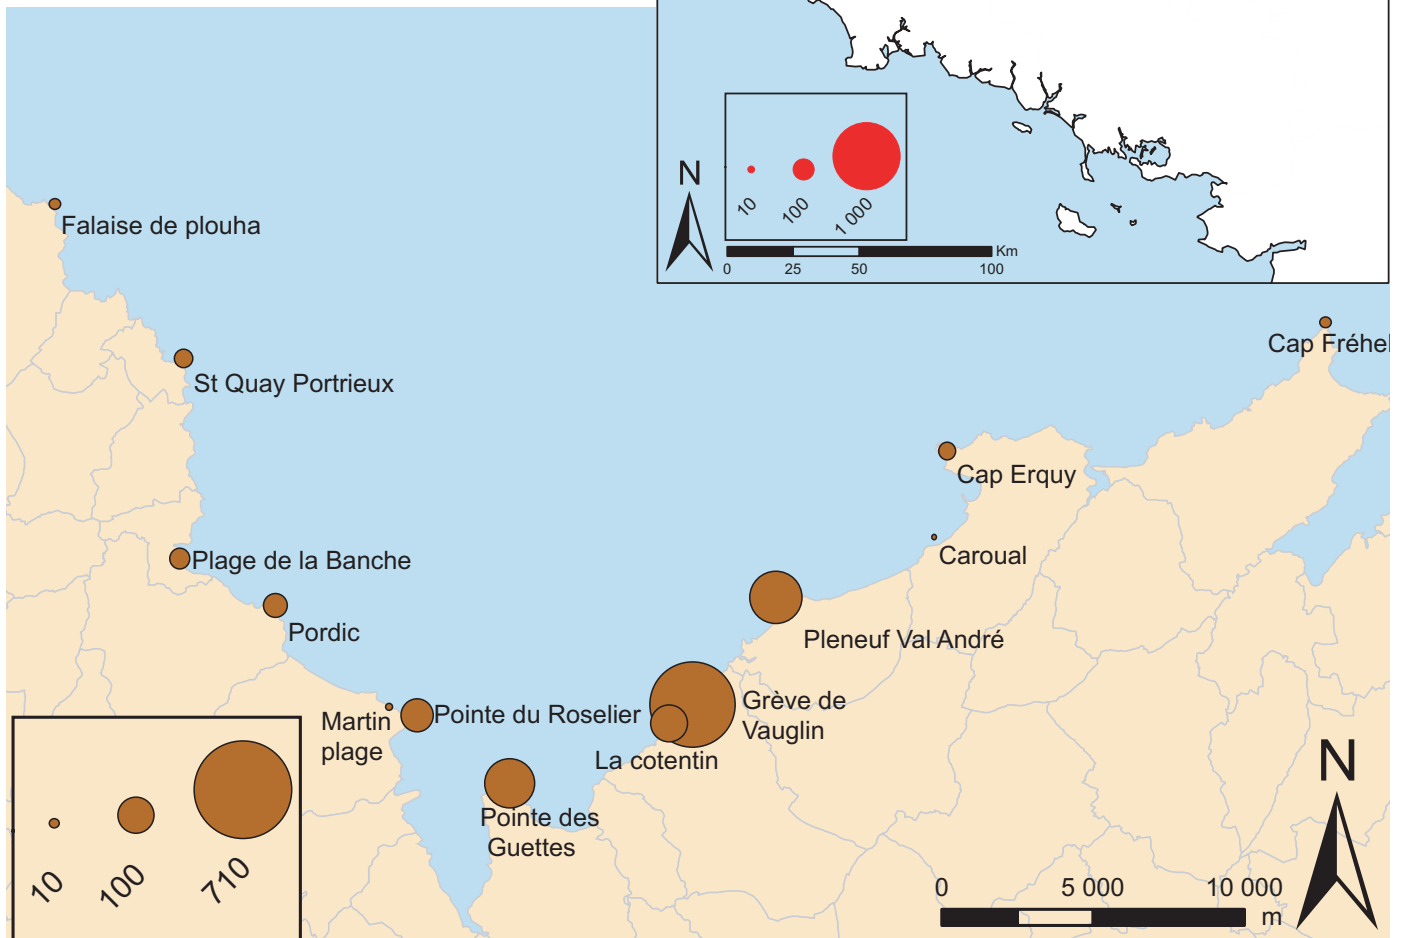 N
10
100
1 000
Km
0
25
50
100
Falaise de plouha
Cap Fréhel
St Quay Portrieux
Cap Erquy
Plage de la Banche
Caroual
Pordic
Pleneuf Val André
Martin
plage
Pointe du Roselier
Grève de
Vauglin
La cotentin
Pointe des
Guettes
10
100
710
N
0
5 000
10 000
m